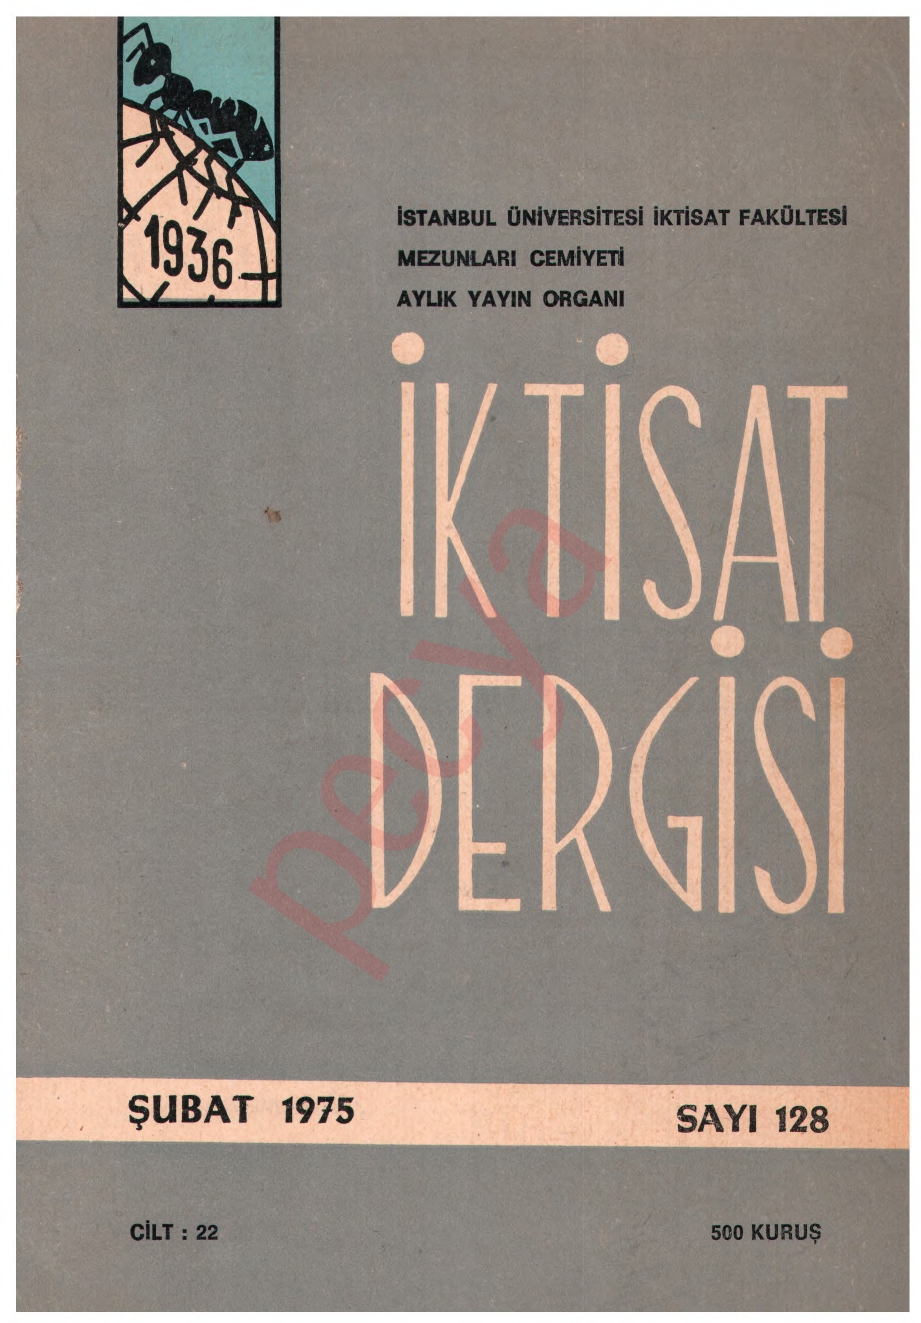 1936
İSTANBUL ÜNİVERSİTESİ İKTİSAT FAKÜLTESİ
MEZUNLARI CEMİYETİ
AYLIK YAYIN ORGANI
İKTİSAT
DERGİSİ
pecya
ŞUBAT 1975
SAYI 128
CİLT : 22
500 KURUŞ